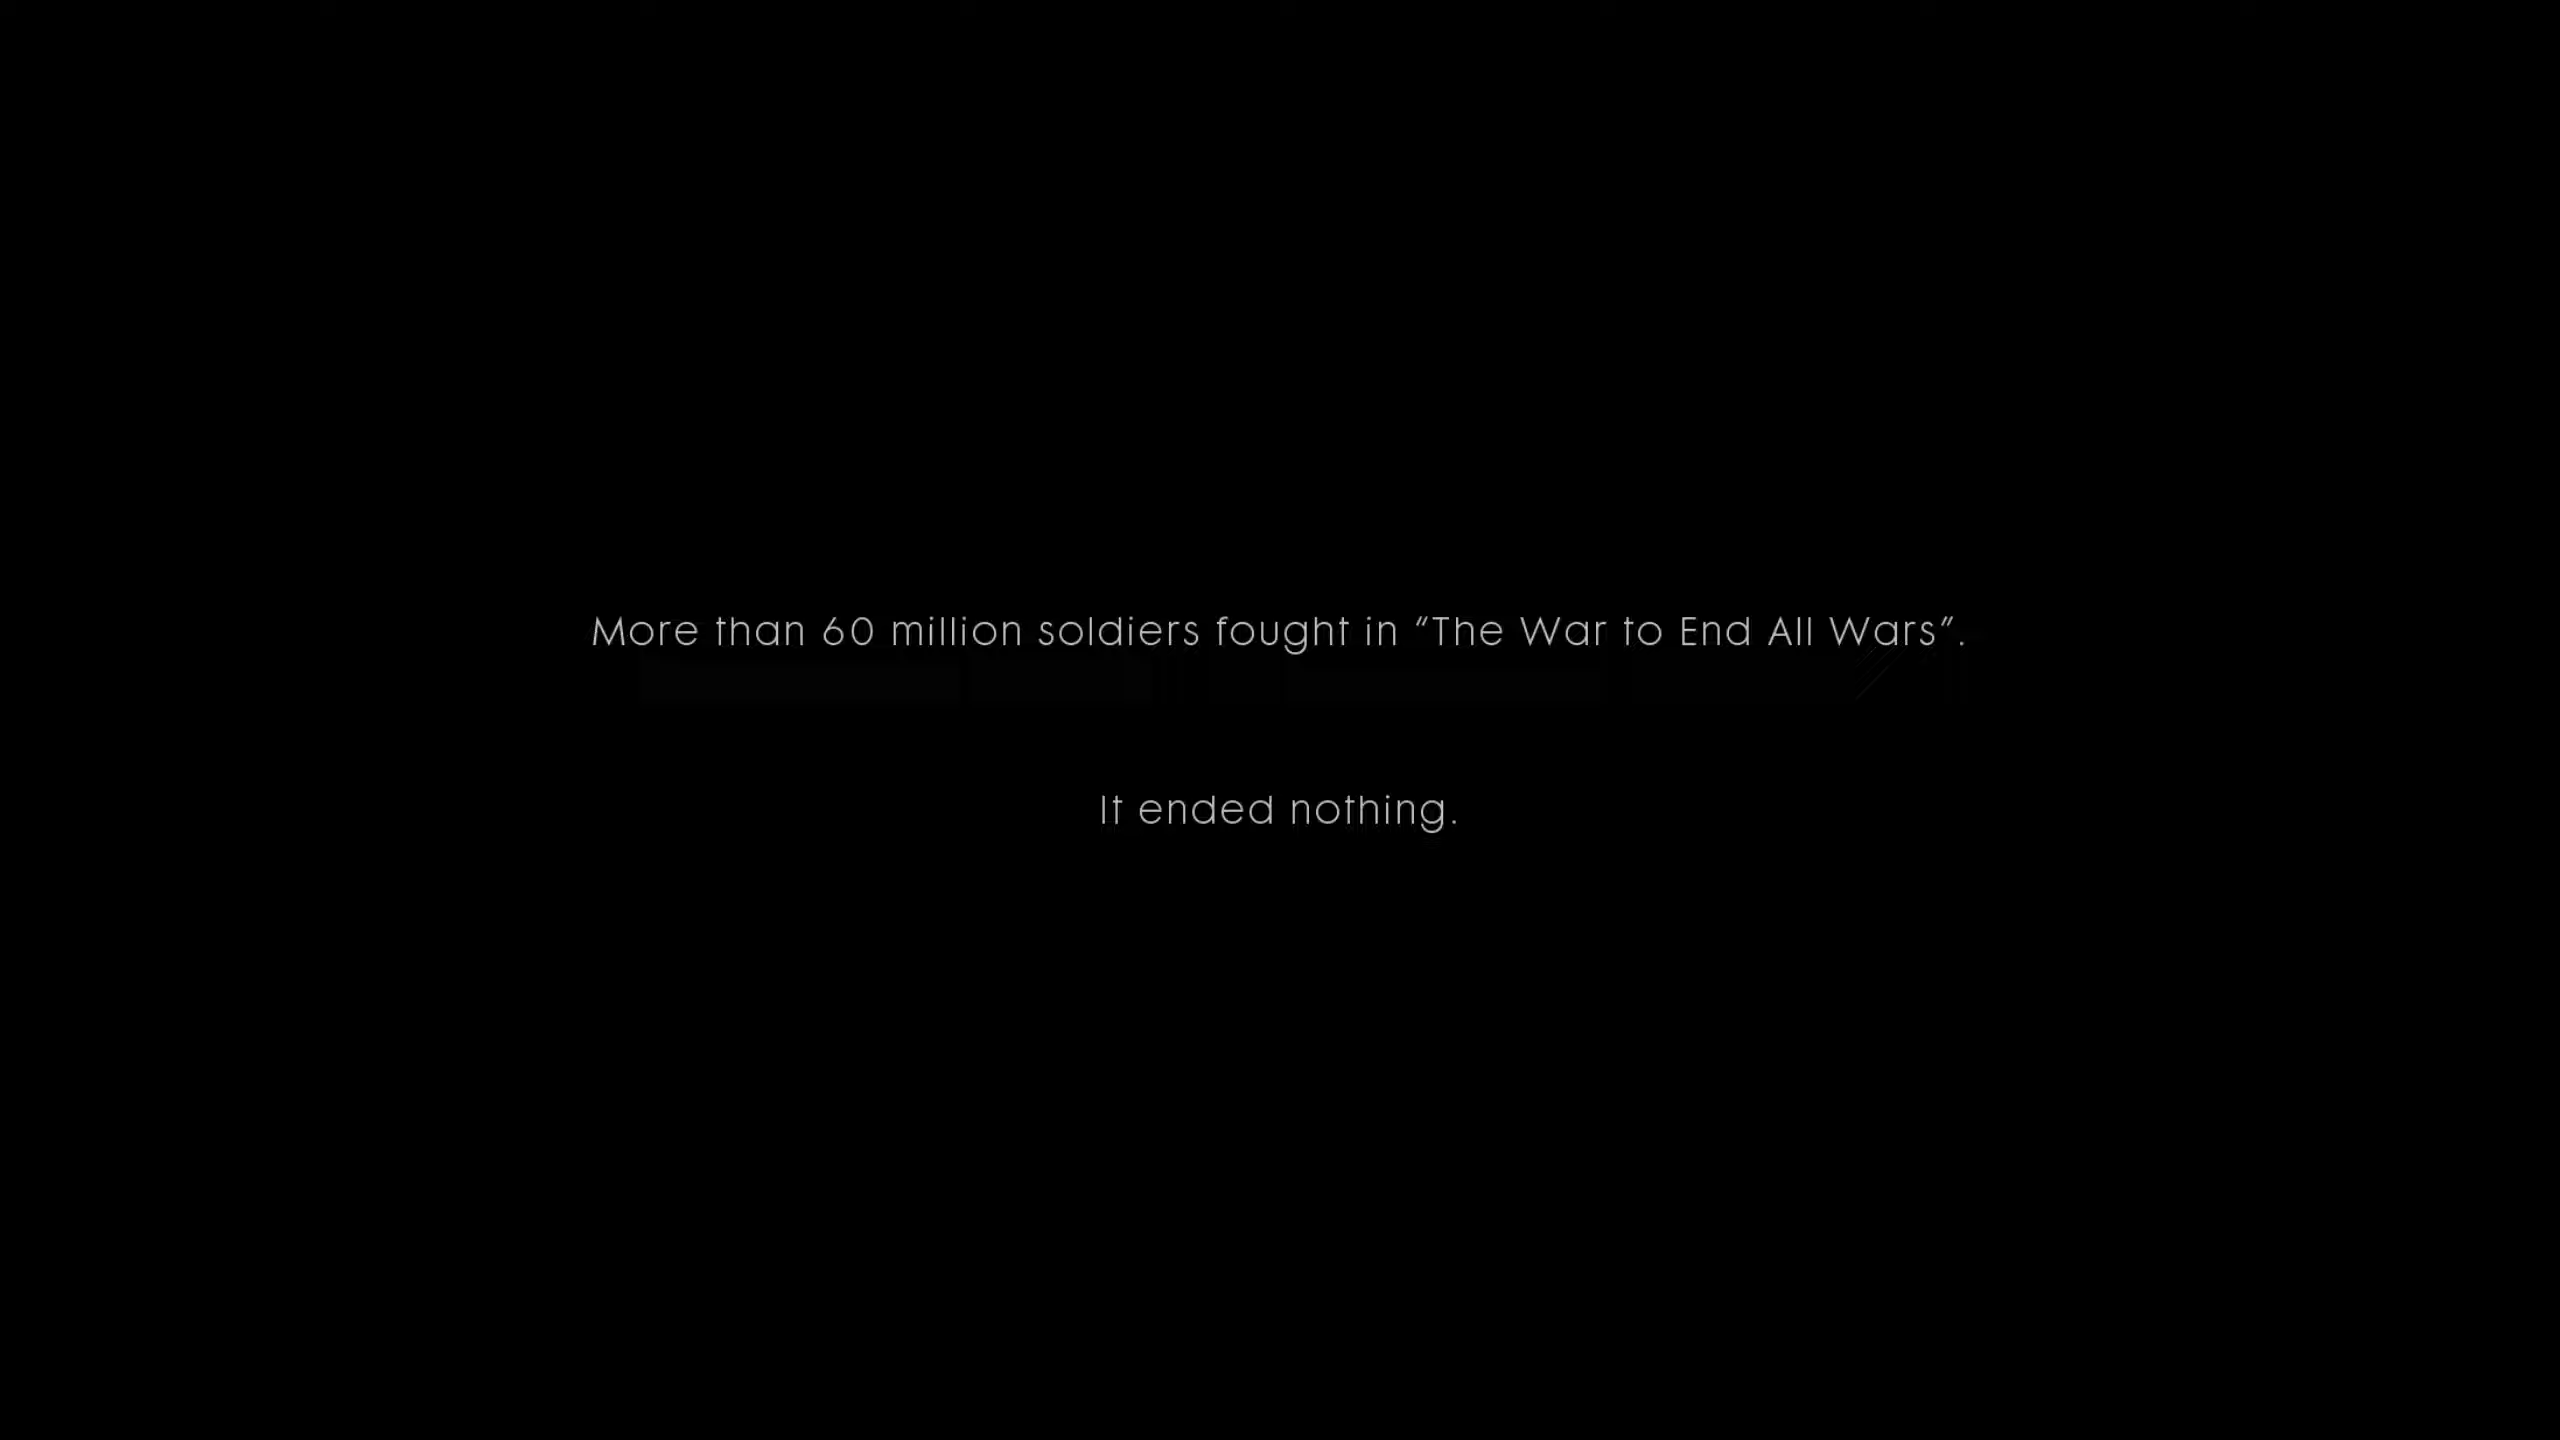 More than 60 million soldiers fought in “The War to End All Wars”.
It ended nothing.